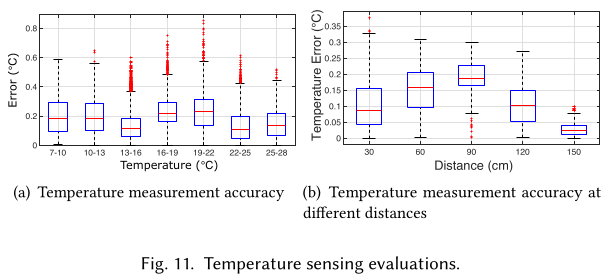 0.8
0.6
0.4
0.2
0
Error (°C)
7-10 10-13 13-16 16-19 19-22 22-25 25-28
Temperature (°C)
0.35
0.3
0.25
0.2
0.15
0.1
0.05
0
Temperature Error (°C)
30 60 90 120 150
Distance (cm)
(a) Temperature measurement accuracy
(b) Temperature measurement accuracy at
different distances
Fig. 11. Temperature sensing evaluations.